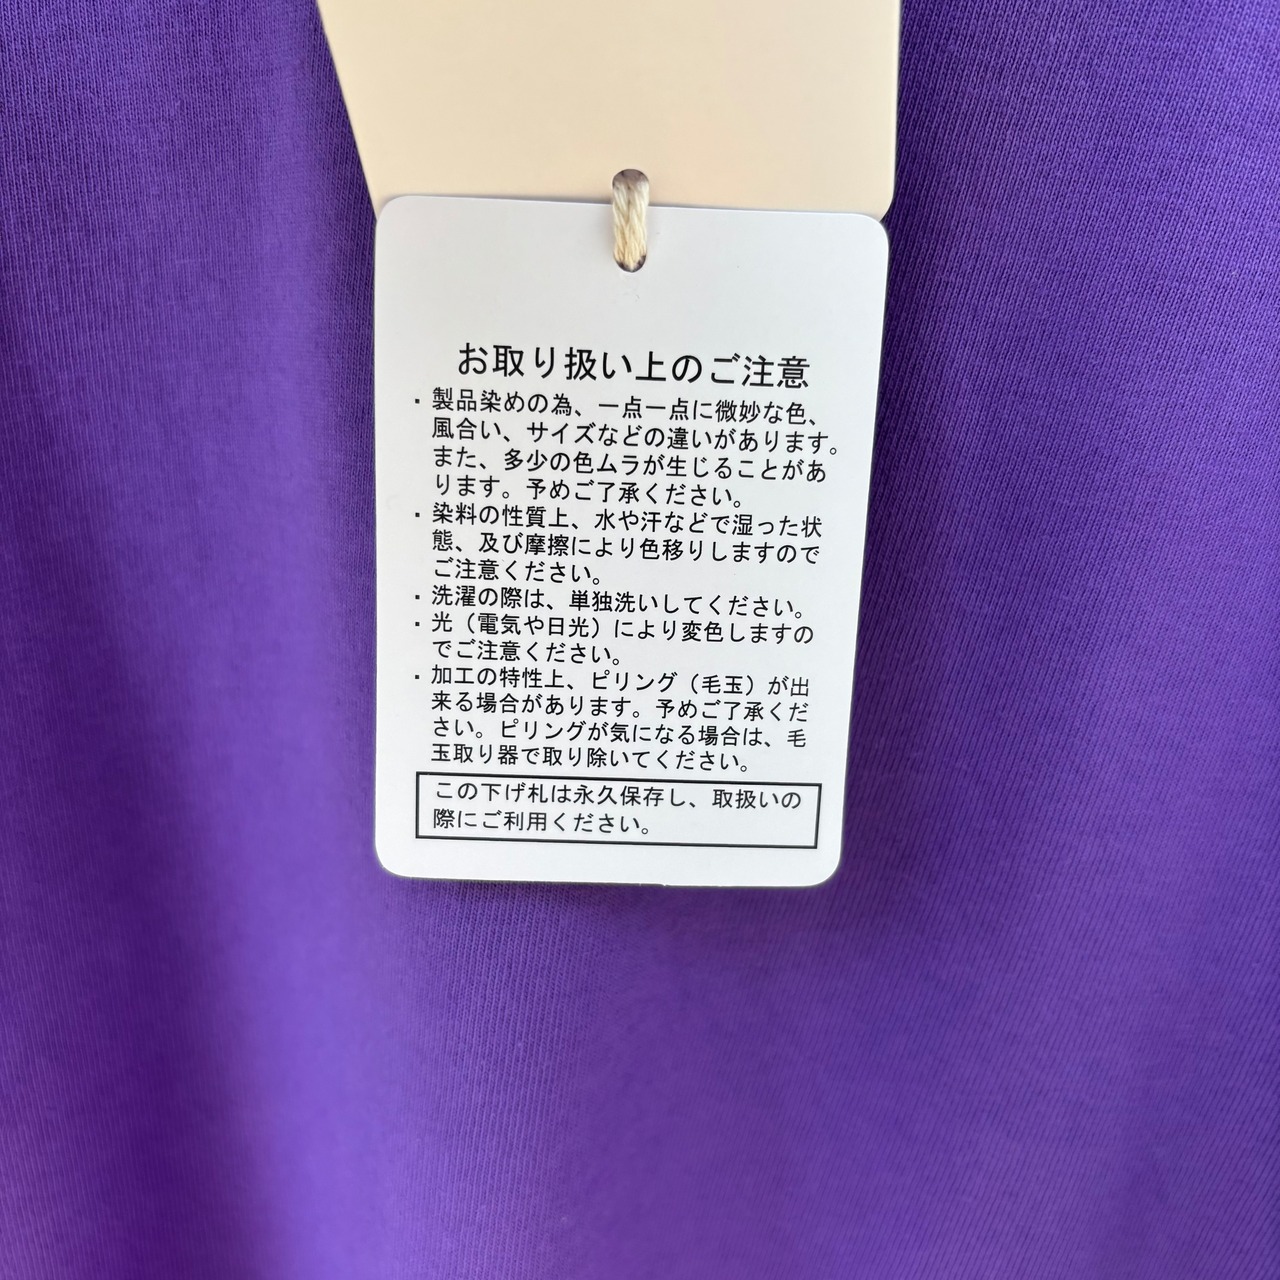 お取り扱い上のご注意
・製品染めの為、一点一点に微妙な色、
風合い、サイズなどの違いがあります。
また、多少の色ムラが生じることがあ
ります。予めご了承ください。
・染料の性質上、水や汗などで湿った状
態、及び摩擦により色移りしますので
ご注意ください。
・洗濯の際は、単独洗いしてください。
・光（電気や日光）により変色しますの
でご注意ください。
・加工の特性上、ピリング（毛玉）が出
来る場合があります。予めご了承くだ
さい。ピリングが気になる場合は、毛
玉取り器で取り除いてください。
この下げ札は永久保存し、取扱いの
際にご利用ください。